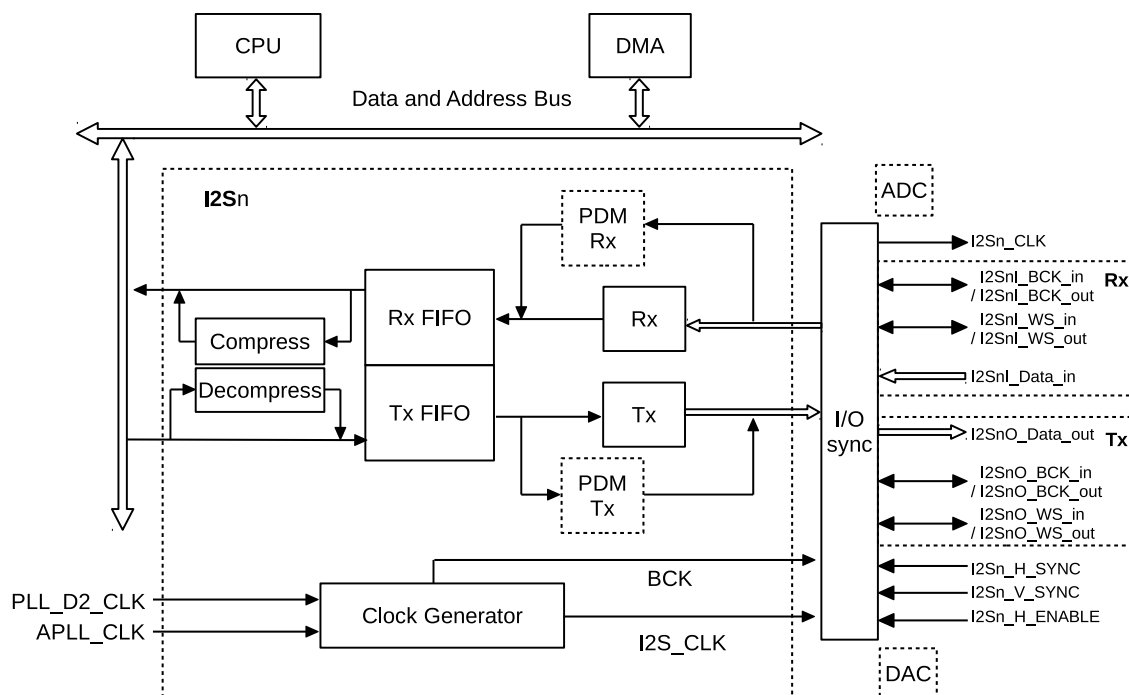 CPU
DMA
Data and Address Bus
I2Sn
ADC
PDM
Rx
I2Sn_CLK
I2SnI_BCK_in
/ I2SnI_BCK_out
Rx
Rx FIFO
Rx
I2SnI_WS_in
/ I2SnI_WS_out
Compress
I2SnI_Data_in
Decompress
Tx FIFO
Tx
I/O
sync
I2SnO_Data_out
Tx
PDM
Tx
I2SnO_BCK_in
/ I2SnO_BCK_out
I2SnO_WS_in
/ I2SnO_WS_out
BCK
I2Sn_H_SYNC
PLL_D2_CLK
I2Sn_V_SYNC
Clock Generator
APLL_CLK
I2Sn_H_ENABLE
I2S_CLK
DAC